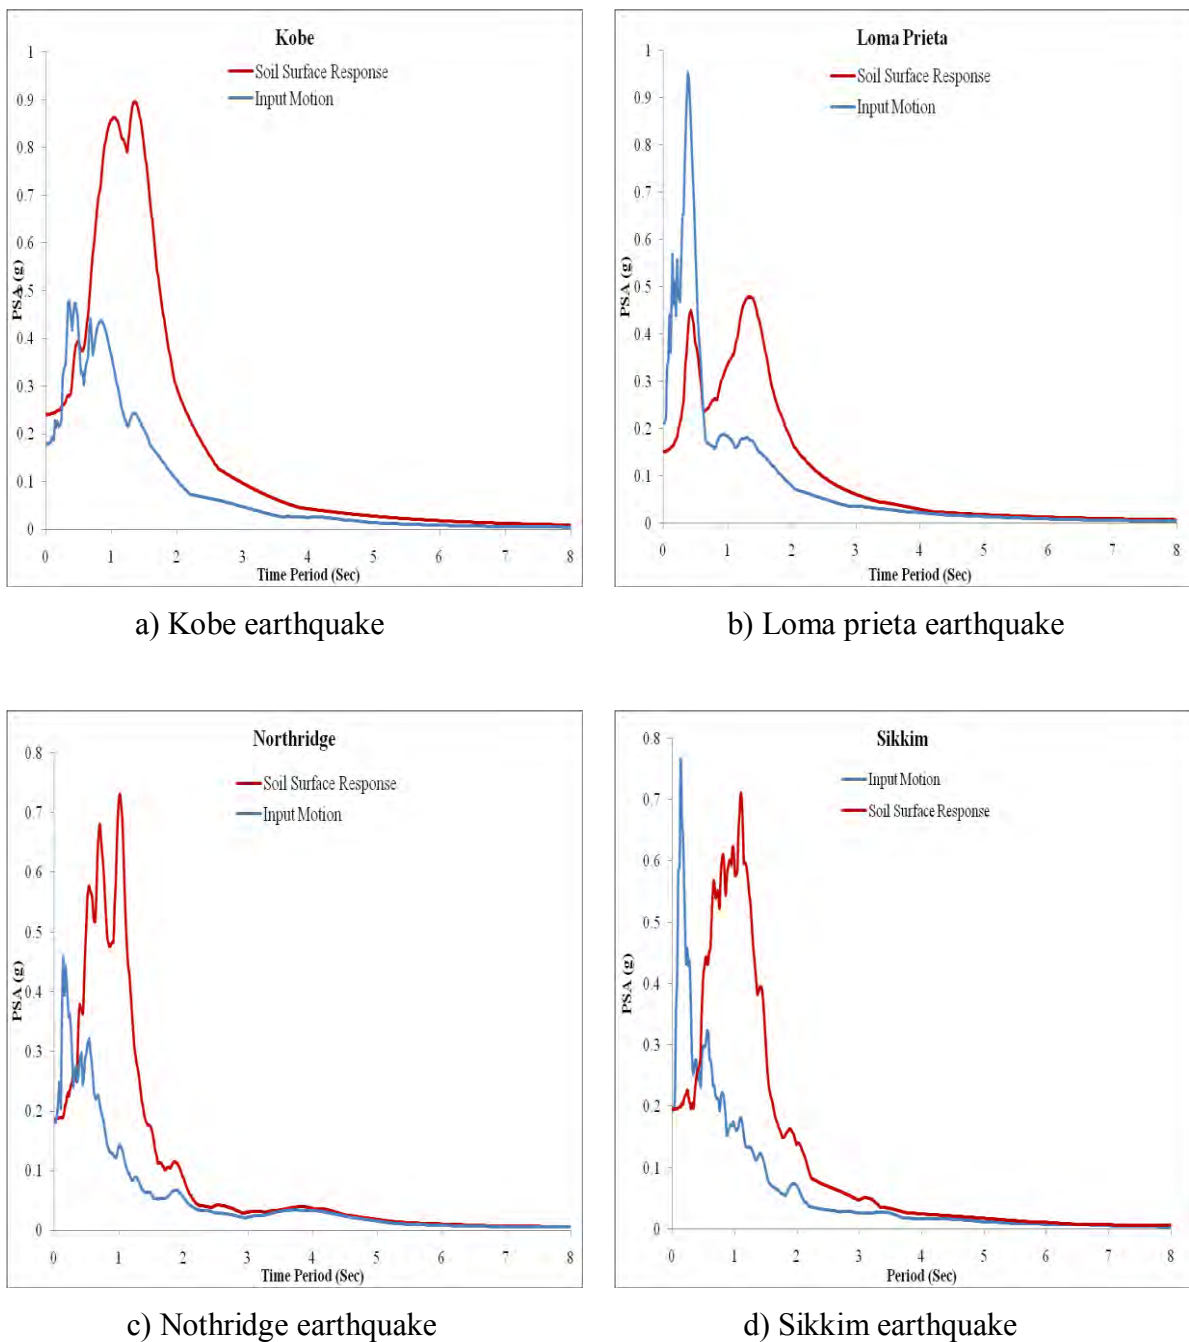 Kobe
Soil Surface Response
Input Motion
1
0.9
0.8
0.7
0.6
0.5
0.4
0.3
0.2
0.1
0
PSA (g)
0 1 2 3 4 5 6 7 8
Time Period (Sec)
a) Kobe earthquake
Loma Prieta
Soil Surface Response
Input Motion
1
0.9
0.8
0.7
0.6
0.5
0.4
0.3
0.2
0.1
0
PSA (g)
0 1 2 3 4 5 6 7 8
Time Period (Sec)
b) Loma prieta earthquake
Northridge
Soil Surface Response
Input Motion
0.8
0.7
0.6
0.5
0.4
0.3
0.2
0.1
0
PSA (g)
0 1 2 3 4 5 6 7 8
Time Period (Sec)
c) Nothridge earthquake
Sikkim
Input Motion
Soil Surface Response
0.8
0.7
0.6
0.5
0.4
0.3
0.2
0.1
0
PSA (g)
0 1 2 3 4 5 6 7 8
Period (Sec)
d) Sikkim earthquake